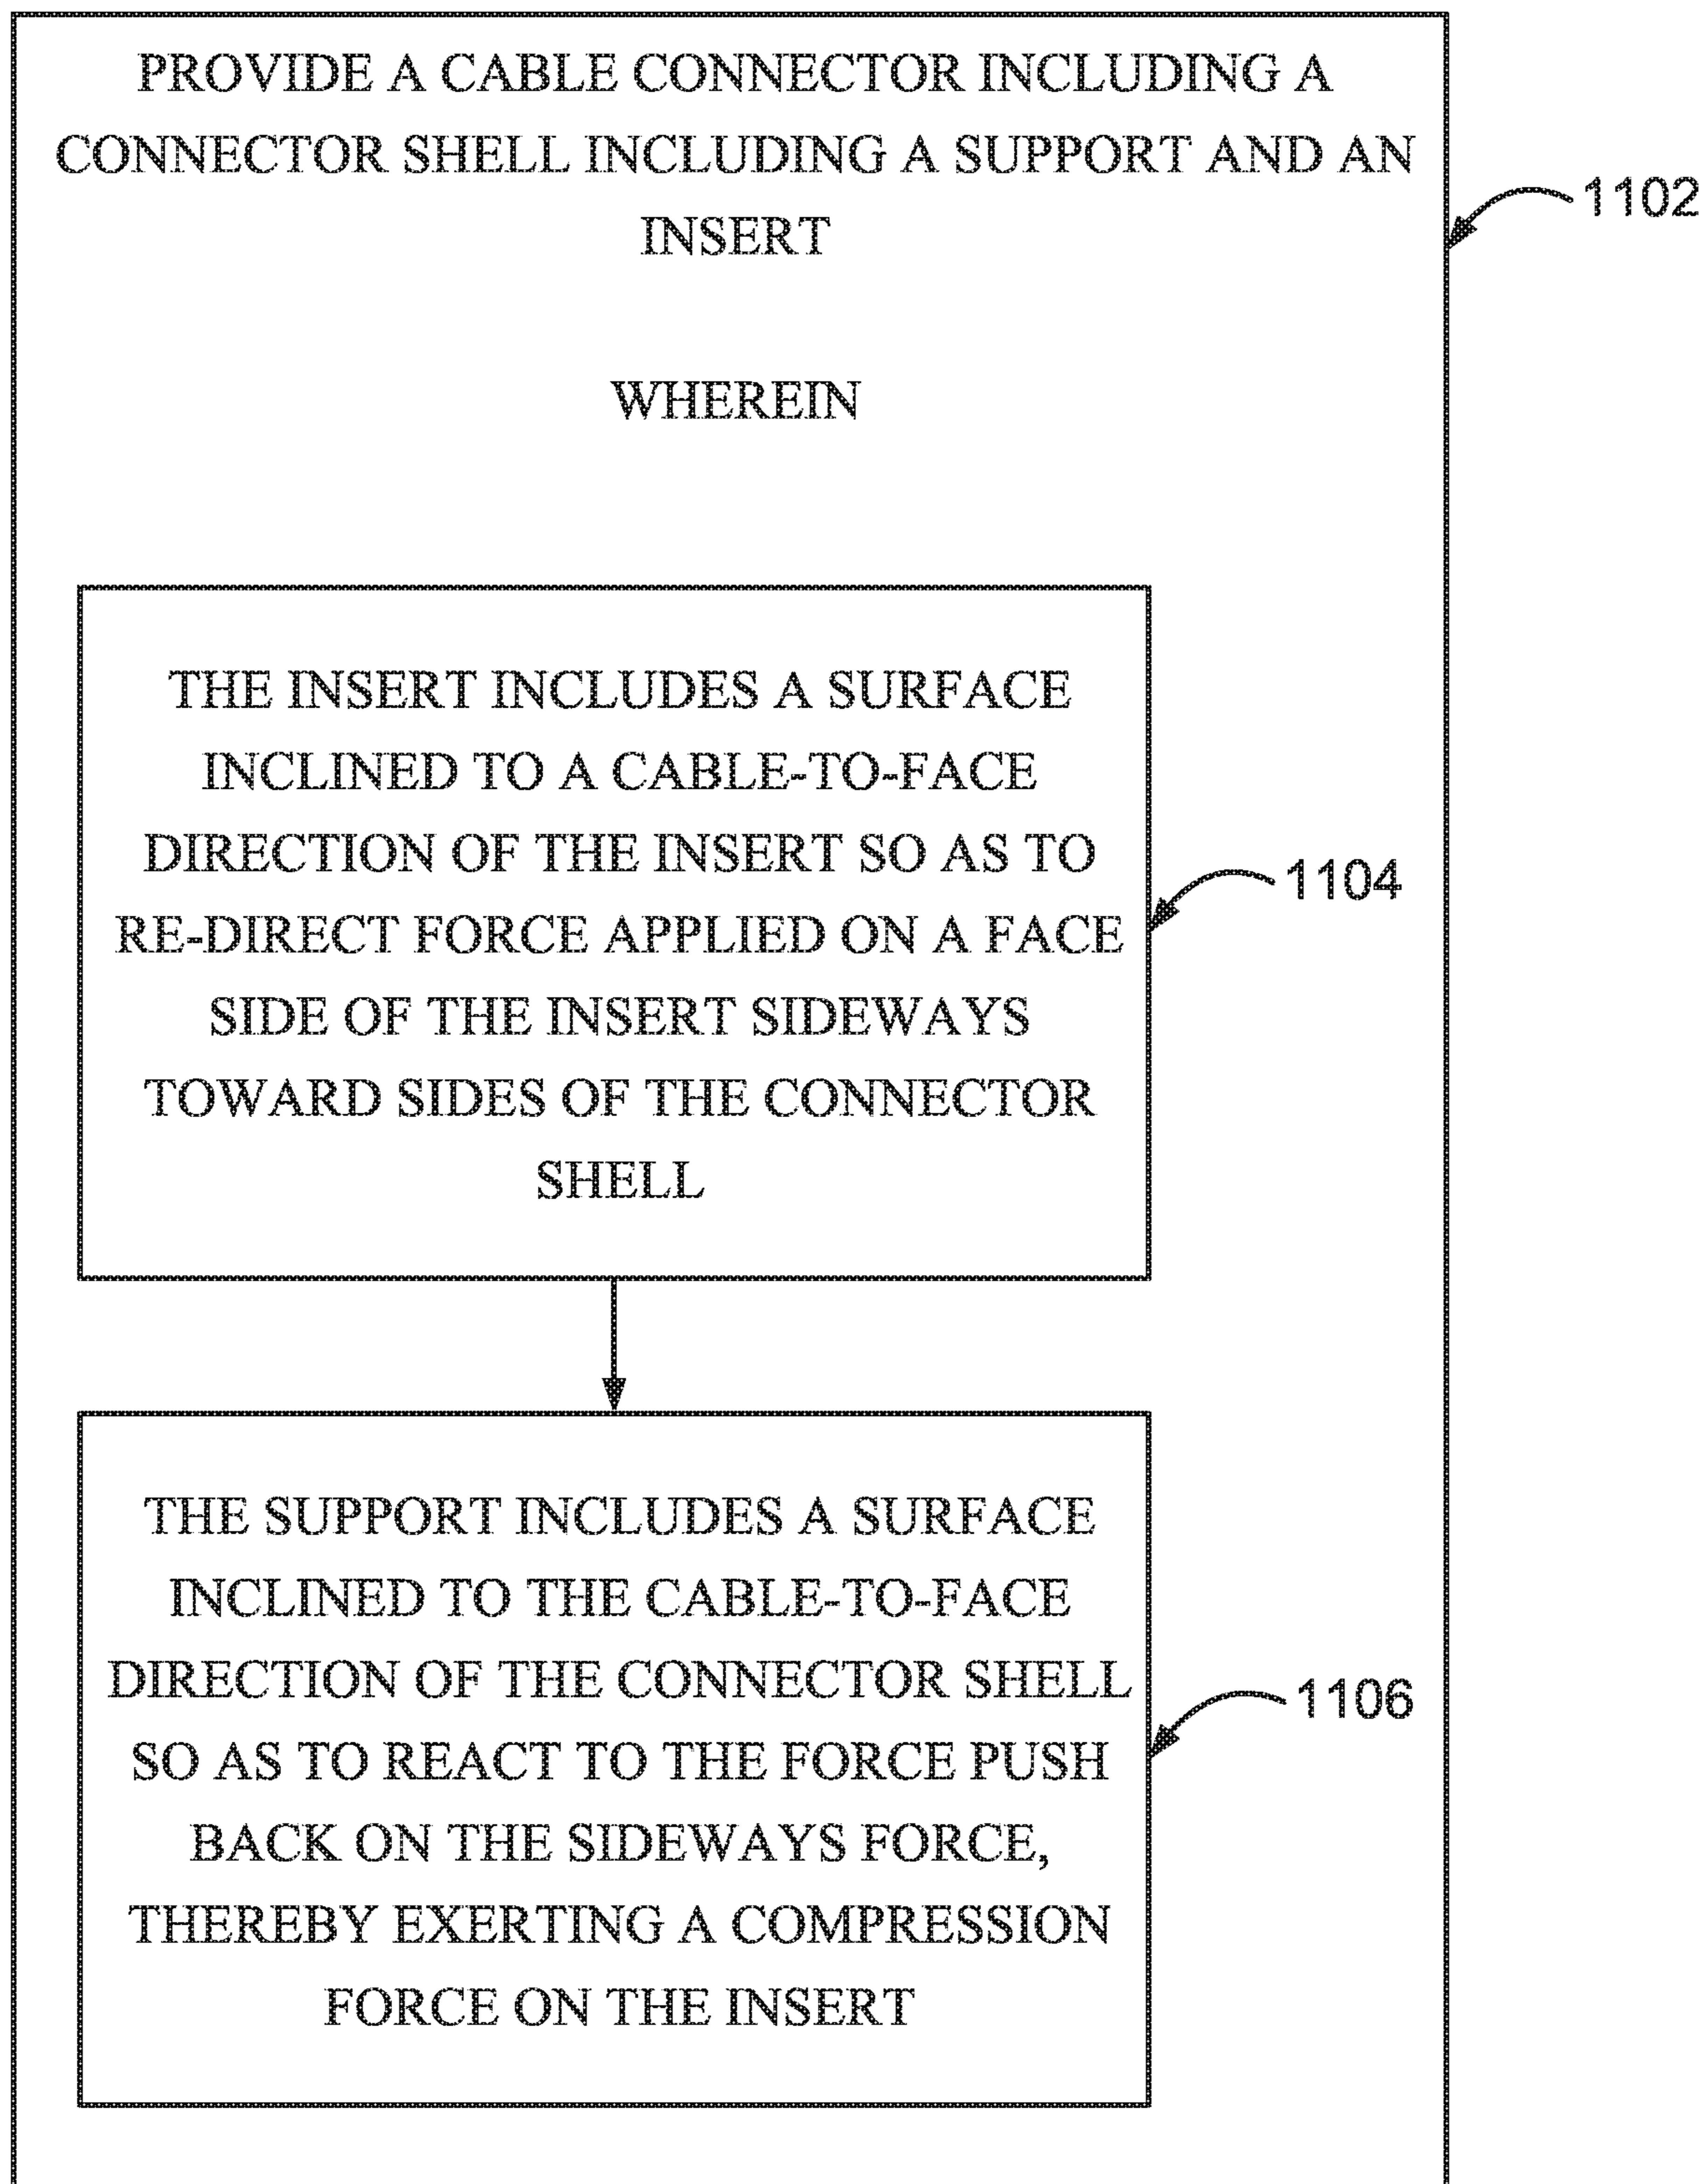 PROVIDE A CABLE CONNECTOR INCLUDING A
CONNECTOR SHELL INCLUDING A SUPPORT AND AN
INSERT
1102
WHEREIN
THE INSERT INCLUDES A SURFACE
INCLINED TO A CABLE-TO-FACE
DIRECTION OF THE INSERT SO AS TO
RE-DIRECT FORCE APPLIED ON A FACE
SIDE OF THE INSERT SIDEWAYS
TOWARD SIDES OF THE CONNECTOR
SHELL
1104
THE SUPPORT INCLUDES A SURFACE
INCLINED TO THE CABLE-TO-FACE
DIRECTION OF THE CONNECTOR SHELL
SO AS TO REACT TO THE FORCE PUSH
BACK ON THE SIDEWAYS FORCE,
THEREBY EXERTING A COMPRESSION
FORCE ON THE INSERT
1106